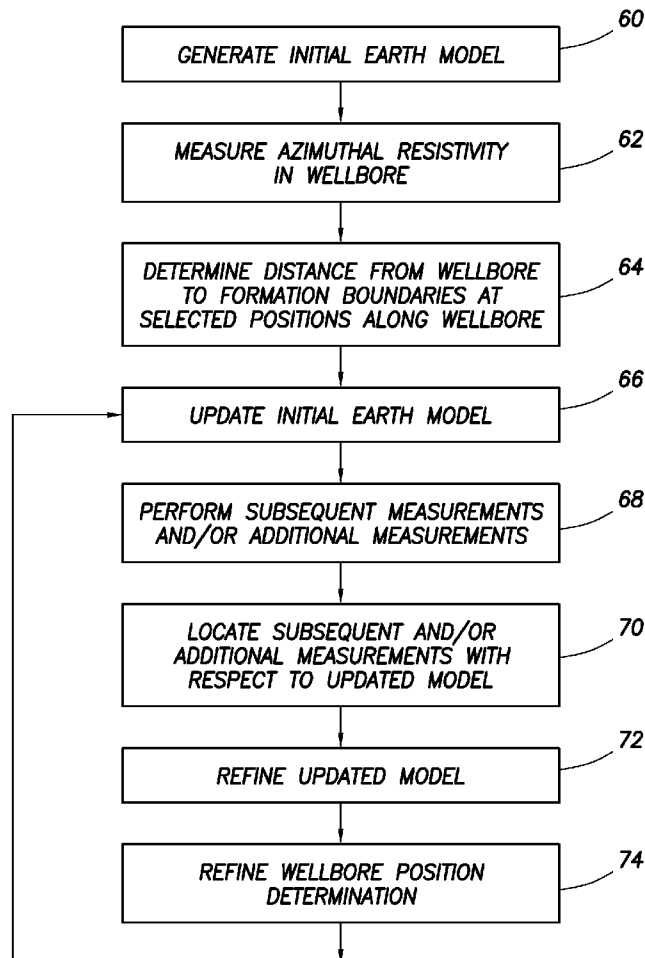 60
GENERATE INITIAL EARTH MODEL
62
MEASURE AZIMUTHAL RESISTIVITY
IN WELLBORE
64
DETERMINE DISTANCE FROM WELLBORE
TO FORMATION BOUNDARIES AT
SELECTED POSITIONS ALONG WELLBORE
66
UPDATE INITIAL EARTH MODEL
68
PERFORM SUBSEQUENT MEASUREMENTS
AND/OR ADDITIONAL MEASUREMENTS
70
LOCATE SUBSEQUENT AND/OR
ADDITIONAL MEASUREMENTS WITH
RESPECT TO UPDATED MODEL
72
REFINE UPDATED MODEL
74
REFINE WELLBORE POSITION
DETERMINATION